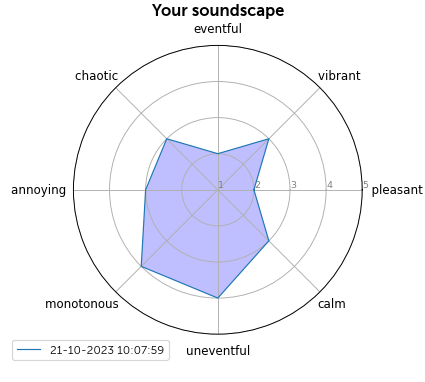 Your soundscape
eventful
chaotic
vibrant
annoying
1 2 3 4 5
pleasant
monotonous
calm
uneventful
21-10-2023 10:07:59